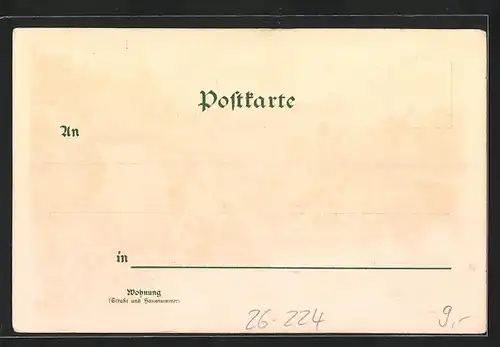 Postkarte
An
in
Wohnung
(Straße und Hausnummer)
26-224
9,-